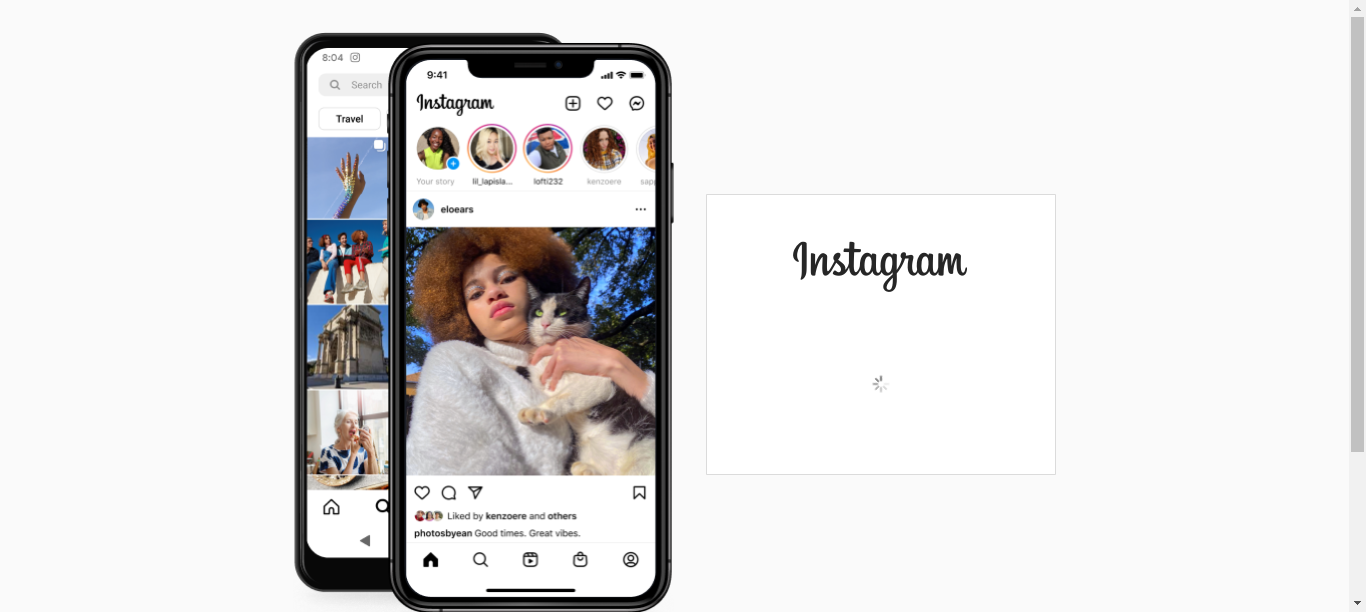 8:04
Search
Travel
9:41
Instagram
Your story
lil_lapisla...
lofti232
kenzoere
eloears
Liked by kenzoere and others
photosbyean Good times. Great vibes.
Instagram